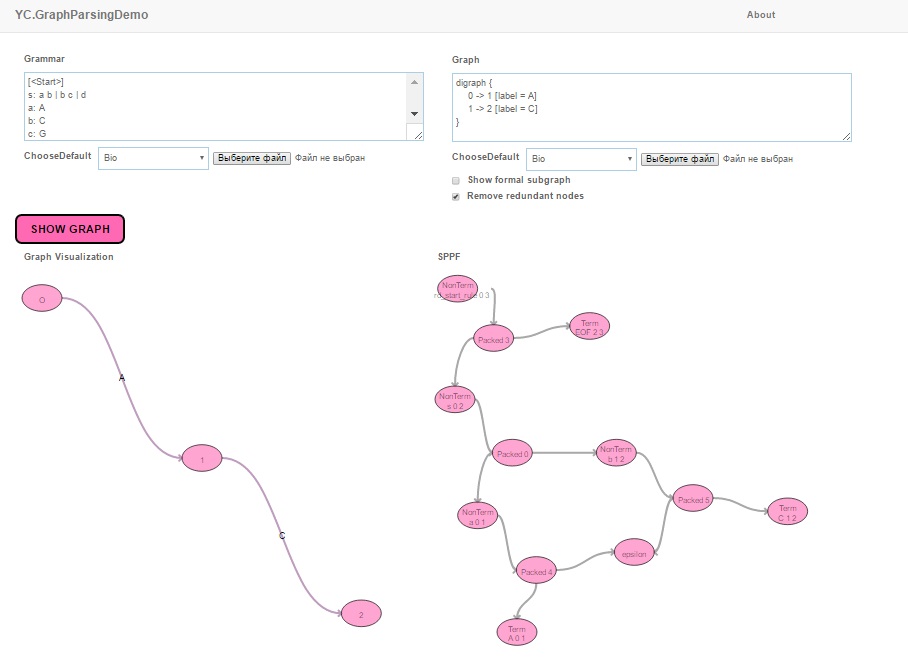 YC.GraphParsingDemo
About
Grammar
[<Start>]
s: a b | b c | d
a: A
b: C
c: G
ChooseDefault
Bio
Выберите файл
Файл не выбран
Graph
digraph {
0 -> 1 [label = A]
1 -> 2 [label = C]
}
ChooseDefault
Bio
Выберите файл
Файл не выбран
Show formal subgraph
Remove redundant nodes
SHOW GRAPH
Graph Visualization
0
A
1
C
2
SPPF
NonTerm
rd_start_rule 0 3
Packed 3
Term
EOF 2 3
NonTerm
s 0 2
Packed 0
NonTerm
b 1 2
Packed 5
Term
C 1 2
NonTerm
a 0 1
epsilon
Packed 4
Term
A 0 1